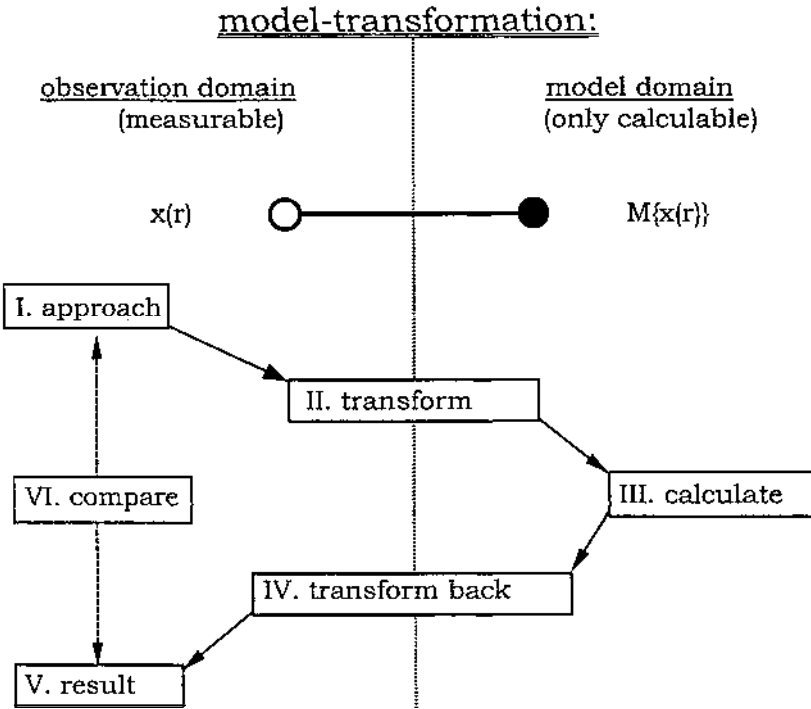 model-transformation:
observation domain
(measurable)
model domain
(only calculable)
x(r)
M{x(r)}
I. approach
II. transform
VI. compare
III. calculate
IV. transform back
V. result